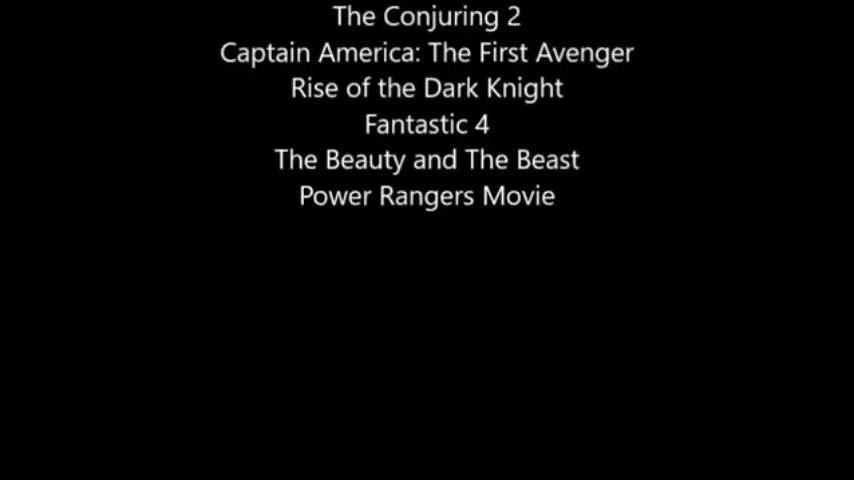 The Conjuring 2
Captain America: The First Avenger
Rise of the Dark Knight
Fantastic 4
The Beauty and The Beast
Power Rangers Movie